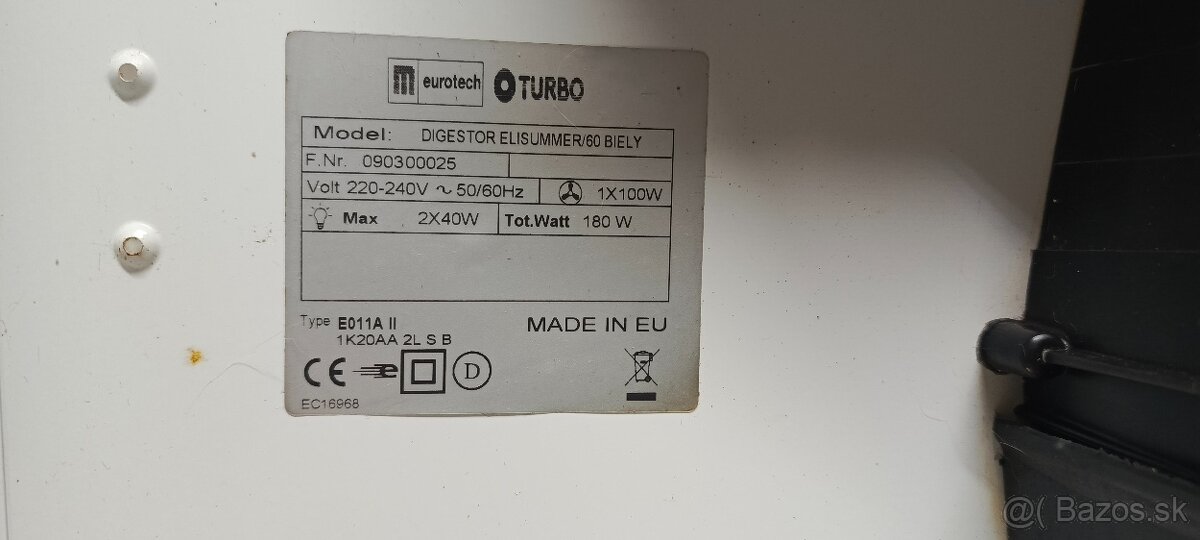 m eurotech TURBO
Model: DIGESTOR ELISUMMER/60 BIELY
F.Nr. 090300025
Volt 220-240V ~ 50/60Hz 1X100W
Max 2X40W Tot.Watt 180 W
Type E011A II
MADE IN EU
1K20AA 2L S B
CE e D
EC16968
@( Bazos.sk